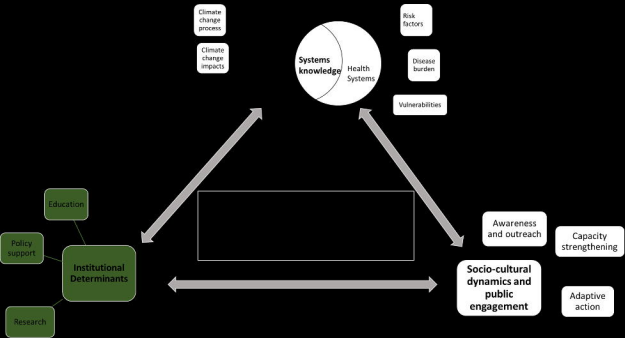 Climate
change
process
Climate
change
impacts
Systems
knowledge
Health
Systems
Risk
factors
Disease
burden
Vulnerabilities
Education
Policy
support
Institutional
Determinants
Research
Awareness
and outreach
Capacity
strengthening
Socio-cultural
dynamics and
public
engagement
Adaptive
action